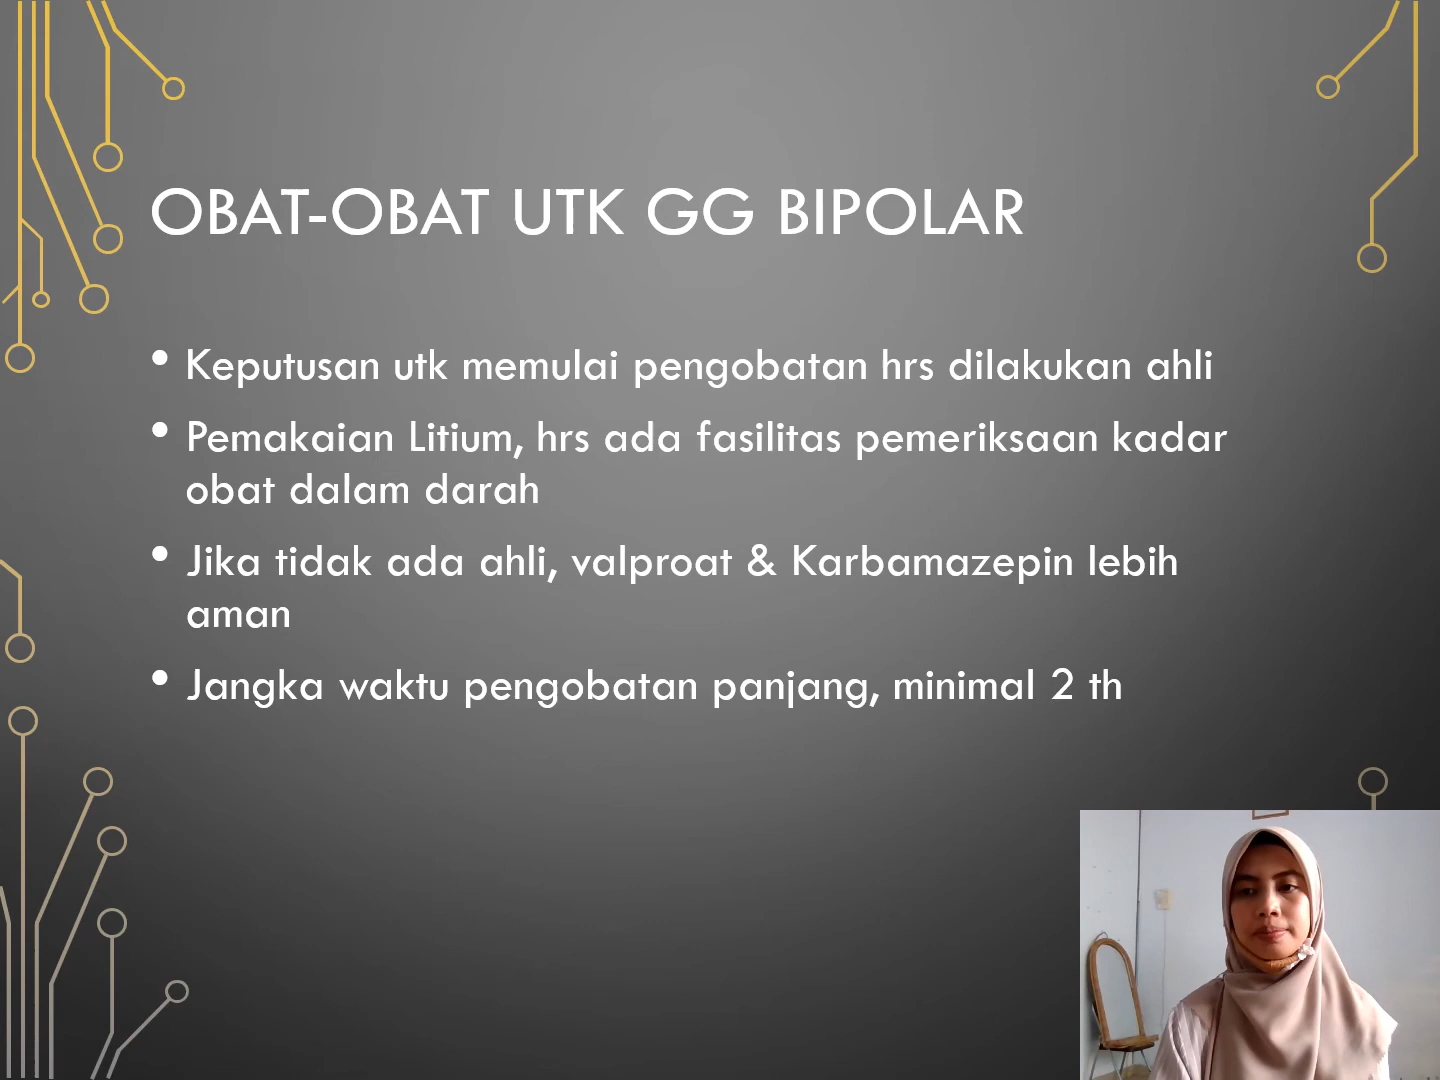 OBAT-OBAT UTK GG BIPOLAR
• Keputusan utk memulai pengobatan hrs dilakukan ahli
• Pemakaian Litium, hrs ada fasilitas pemeriksaan kadar
obat dalam darah
• Jika tidak ada ahli, valproat & Karbamazepin lebih
aman
• Jangka waktu pengobatan panjang, minimal 2 th